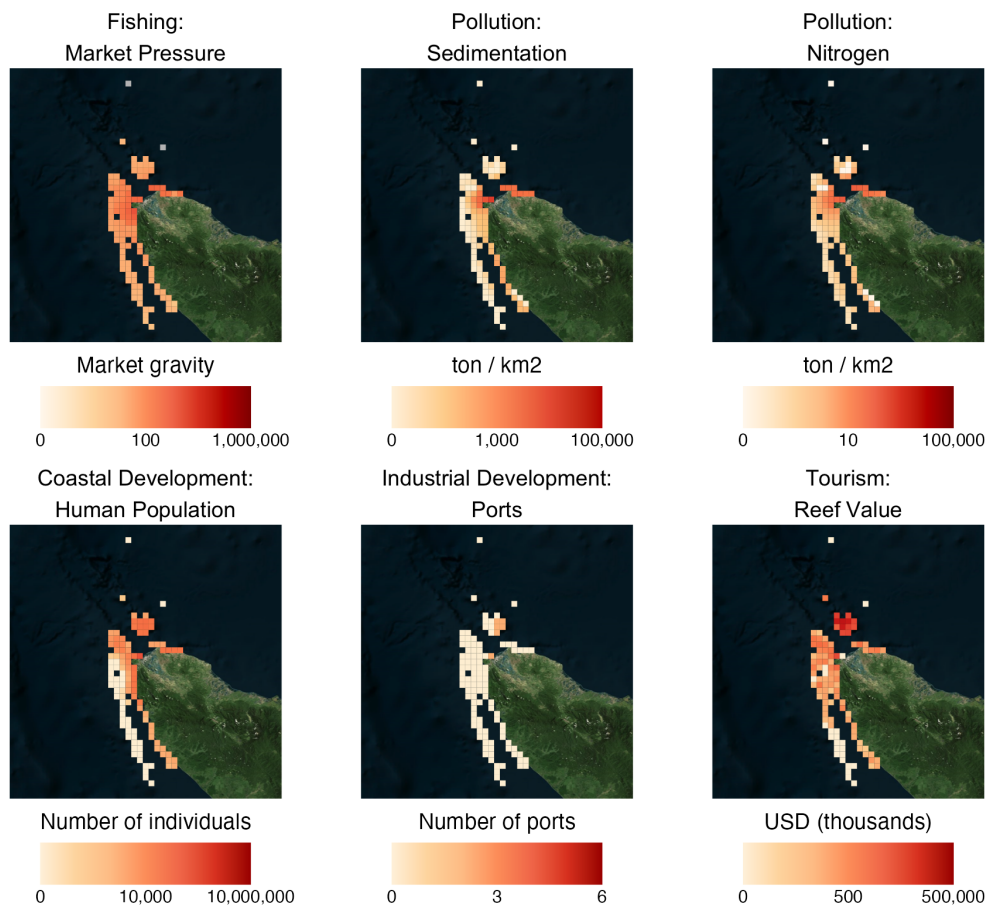 Fishing:
Market Pressure
Pollution:
Sedimentation
Pollution:
Nitrogen
Market gravity
0 100 1,000,000
ton / km2
0 1,000 100,000
ton / km2
0 10 100,000
Coastal Development:
Human Population
Industrial Development:
Ports
Tourism:
Reef Value
Number of individuals
0 10,000 10,000,000
Number of ports
0 3 6
USD (thousands)
0 500 500,000